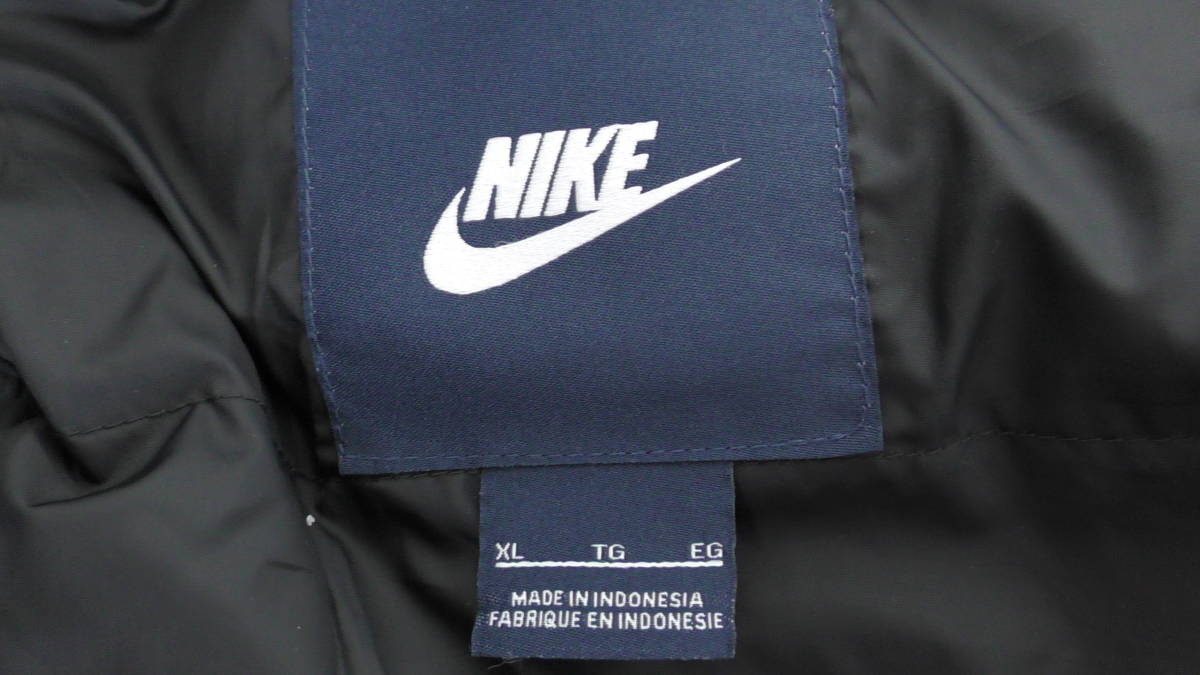 NIKE
XL TG EG
MADE IN INDONESIA
FABRIQUE EN INDONESIE